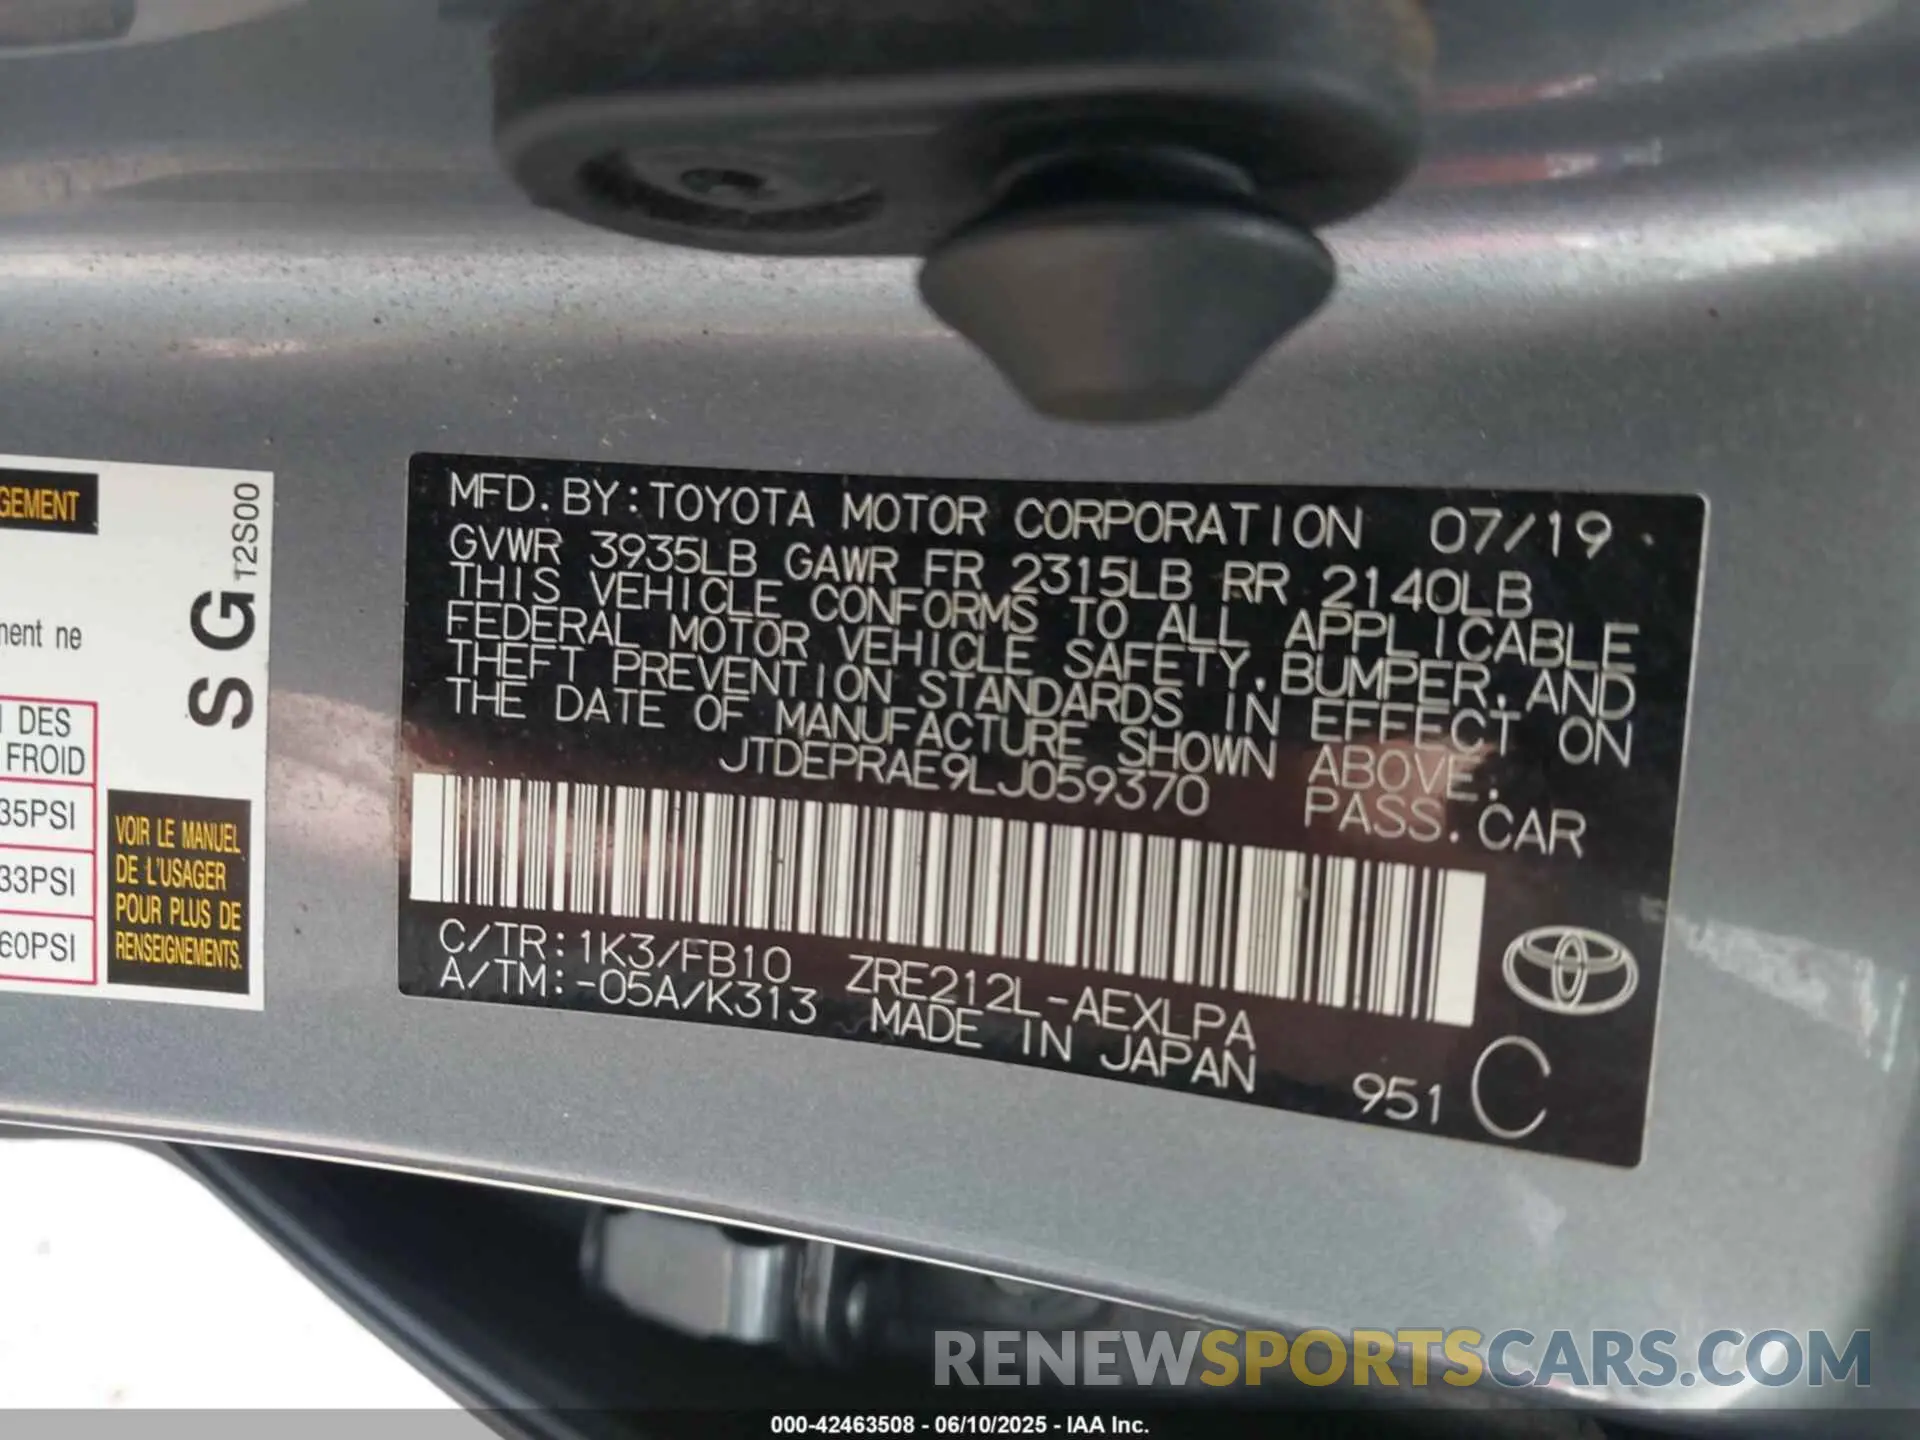 GEMENT
ment ne
DES
FROID
35PSI
33PSI
60PSI
SG 12S00
VOIR LE MANUEL
DE L'USAGER
POUR PLUS DE
RENSEIGNEMENTS.
MFD. BY: TOYOTA MOTOR CORPORATION 07/19
GVWR 3935LB GAWR FR 2315LB RR 2140LB
THIS VEHICLE CONFORMS TO ALL APPLICABLE
FEDERAL MOTOR VEHICLE SAFETY, BUMPER, AND
THEFT PREVENTION STANDARDS IN EFFECT ON
THE DATE OF MANUFACTURE SHOWN ABOVE.
JTDEPRAE9LJ059370 PASS. CAR
C/TR: 1K3/FB10 ZRE212L-AEXLPA
A/TM: -05A/K313 MADE IN JAPAN
951 C
RENEWSPORTSCARS.COM
000-42463508 - 06/10/2025 - IAA Inc.